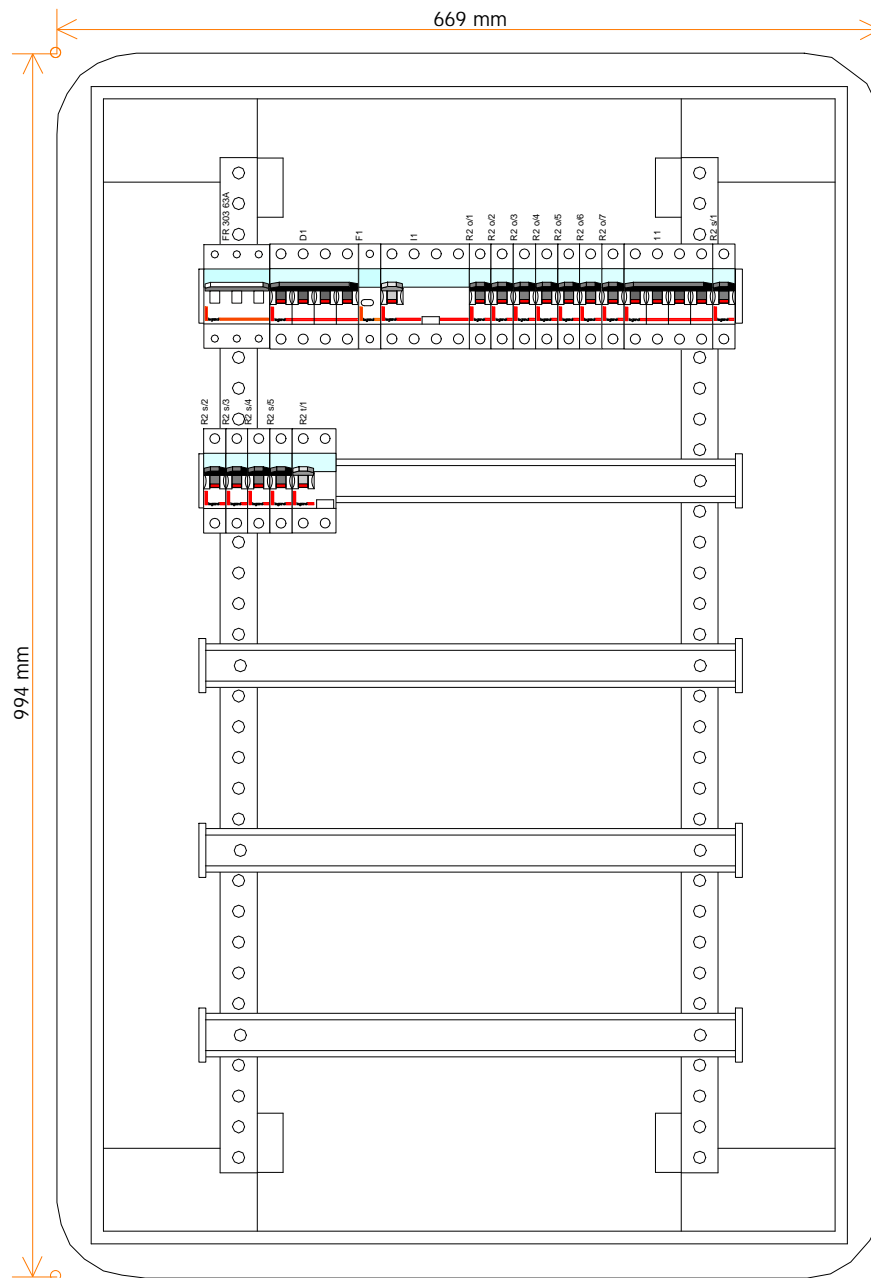 669 mm
994 mm
FR 303 63A
D1
F1
I1
R2 o/1
R2 o/2
R2 o/3
R2 o/4
R2 o/5
R2 o/6
R2 o/7
11
R2 s/1
R2 s/2
R2 s/3
R2 s/4
R2 s/5
R2 t/1